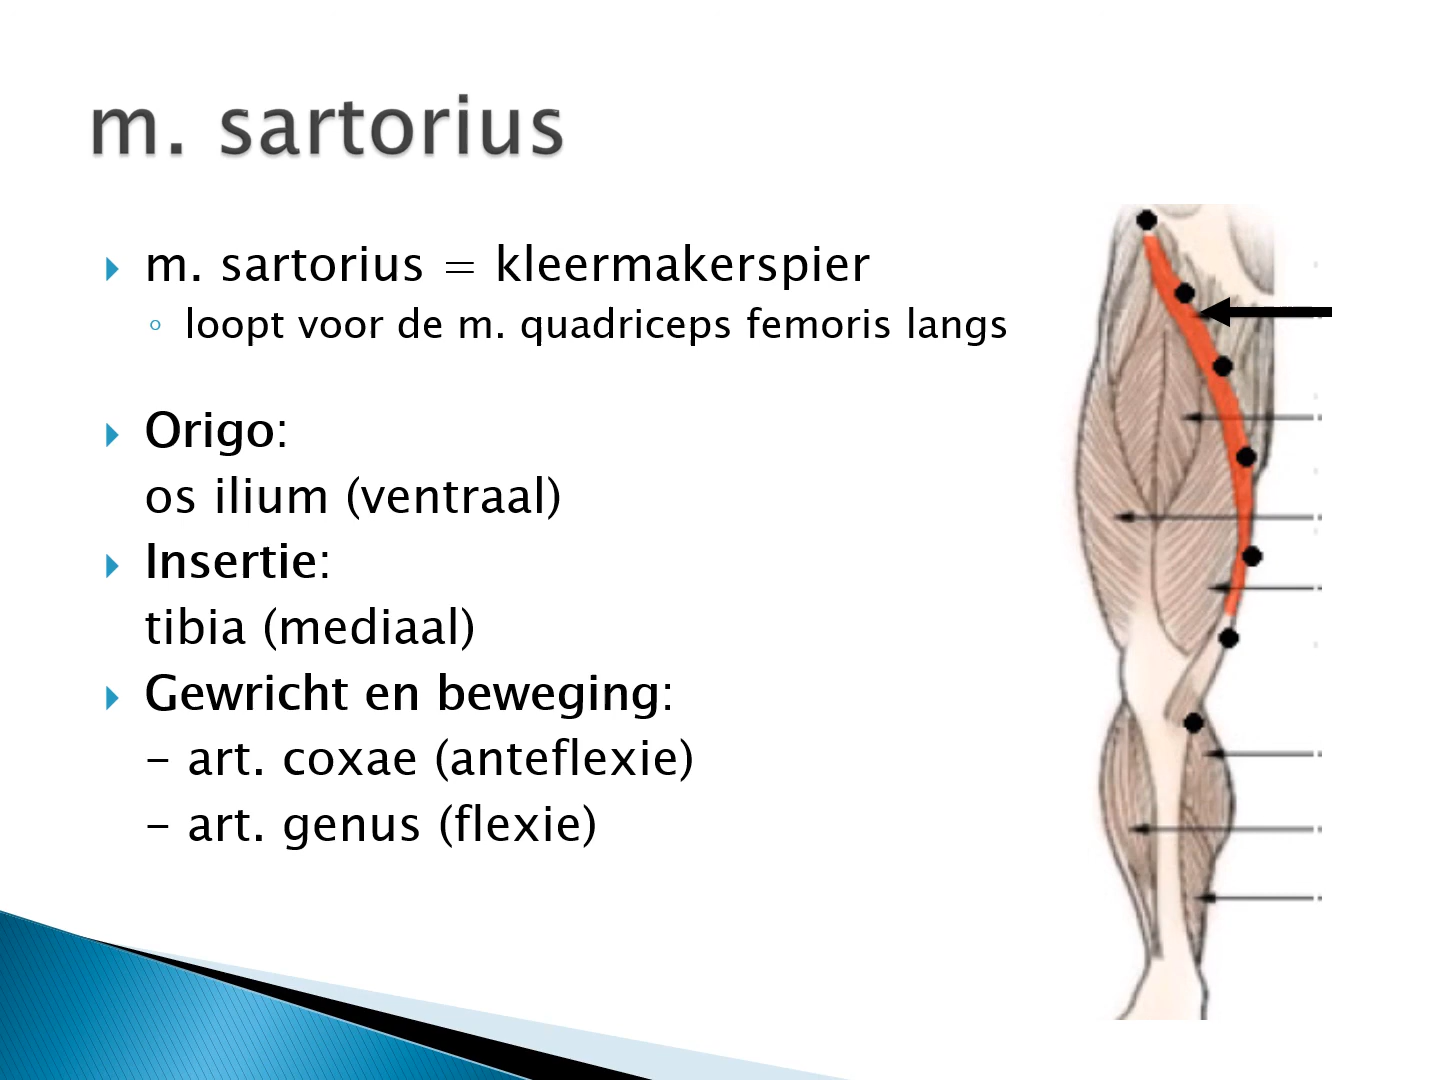 m. sartorius
m. sartorius = kleermakerspier
loopt voor de m. quadriceps femoris langs
Origo:
os ilium (ventraal)
Insertie:
tibia (mediaal)
Gewricht en beweging:
- art. coxae (anteflexie)
- art. genus (flexie)